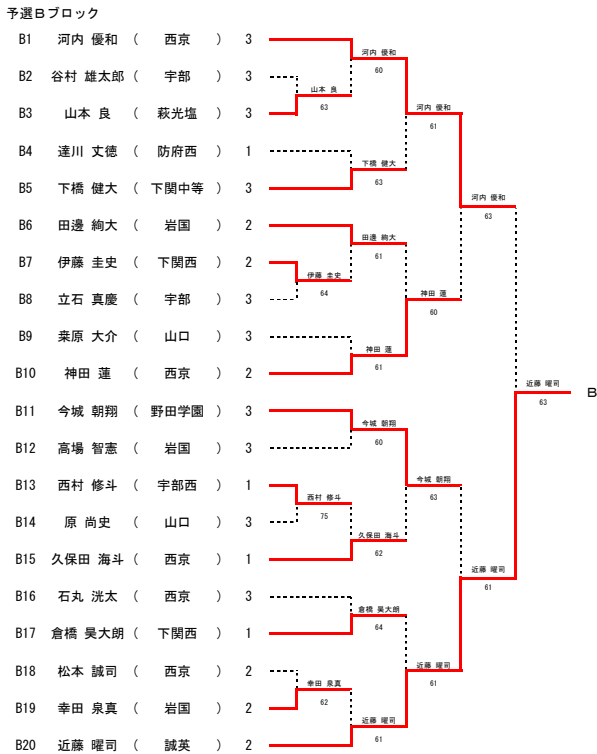 予選Bブロック
B1 河内 優和 ( 西京 ) 3
B2 谷村 雄太郎 ( 宇部 ) 3
B3 山本 良 ( 萩光塩 ) 3
B4 達川 丈徳 ( 防府西 ) 1
B5 下橋 健大 ( 下関中等 ) 3
B6 田邊 絢大 ( 岩国 ) 2
B7 伊藤 圭史 ( 下関西 ) 2
B8 立石 真慶 ( 宇部 ) 3
B9 桒原 大介 ( 山口 ) 3
B10 神田 蓮 ( 西京 ) 2
B11 今城 朝翔 ( 野田学園 ) 3
B12 高場 智憲 ( 岩国 ) 3
B13 西村 修斗 ( 宇部西 ) 1
B14 原 尚史 ( 山口 ) 3
B15 久保田 海斗 ( 西京 ) 1
B16 石丸 洸太 ( 西京 ) 3
B17 倉橋 昊大朗 ( 下関西 ) 1
B18 松本 誠司 ( 西京 ) 2
B19 幸田 泉真 ( 岩国 ) 2
B20 近藤 曜司 ( 誠英 ) 2
山本 良
63
伊藤 圭史
64
西村 修斗
75
幸田 泉真
62
河内 優和
60
下橋 健大
63
田邊 絢大
61
神田 蓮
61
今城 朝翔
60
久保田 海斗
62
倉橋 昊大朗
64
近藤 曜司
61
河内 優和
61
神田 蓮
60
今城 朝翔
63
近藤 曜司
61
河内 優和
63
近藤 曜司
61
近藤 曜司
63
B